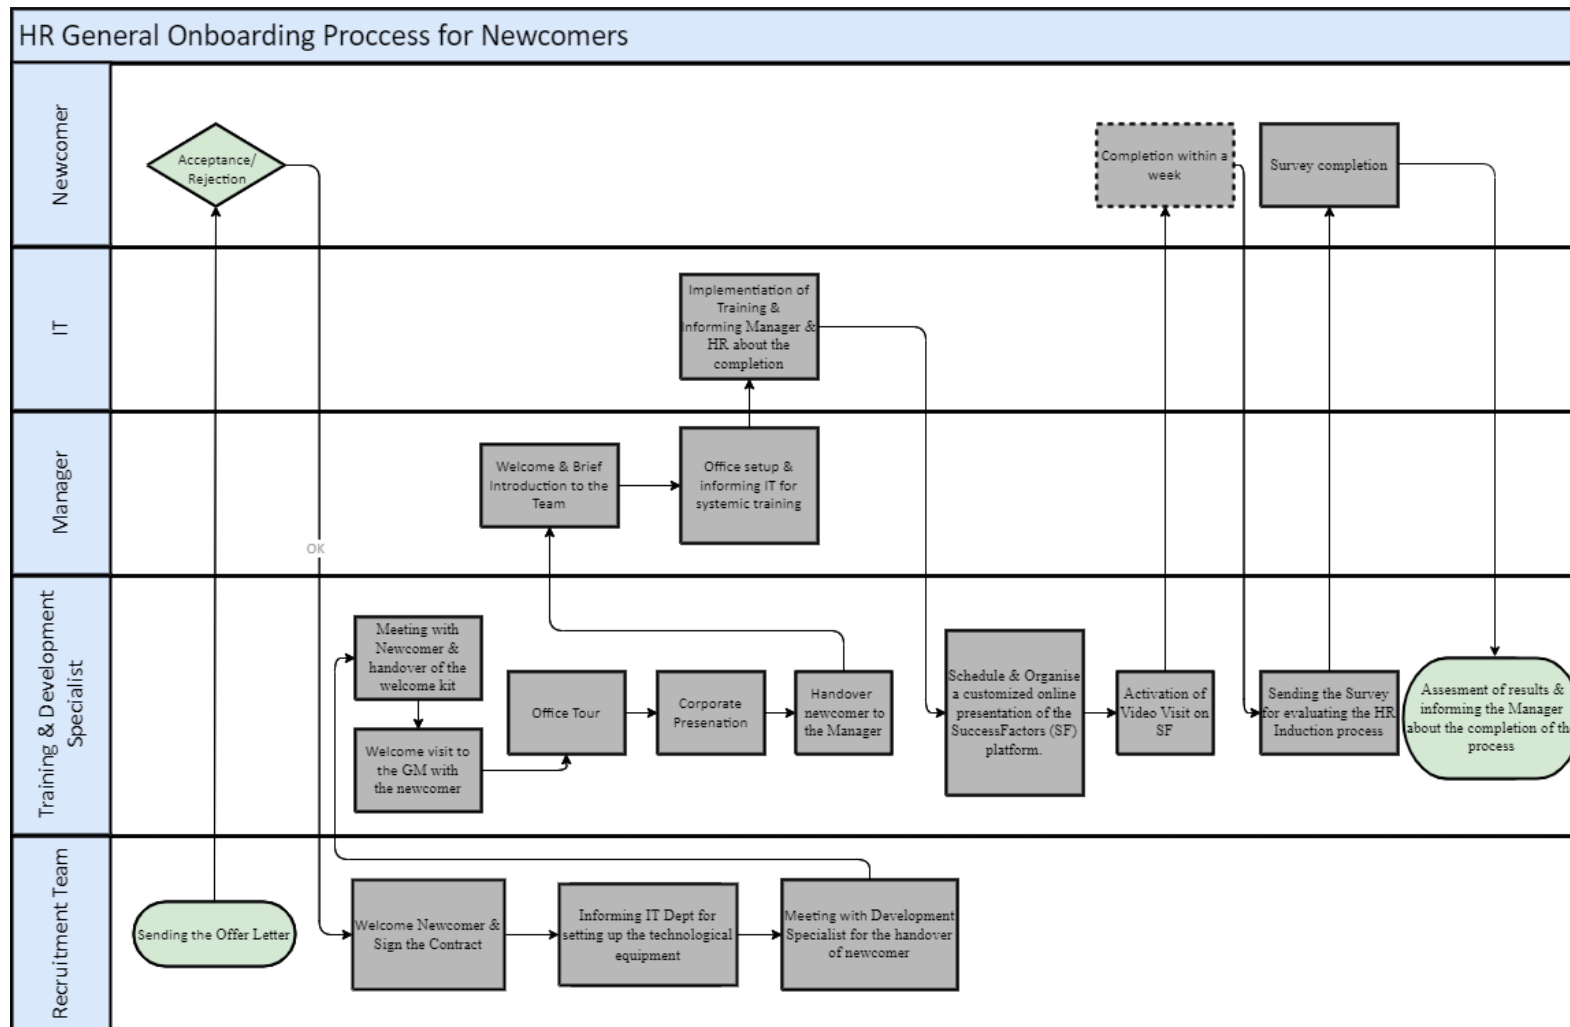 HR General Onboarding Proccess for Newcomers
Newcomer
Acceptance/
Rejection
Completion within a
week
Survey completion
IT
Implementiation of
Training &
Informing Manager &
HR about the
completion
Manager
Welcome & Brief
Introduction to the
Team
Office setup &
informing IT for
systemic training
OK
Training & Development
Specialist
Meeting with
Newcomer &
handover of the
welcome kit
Welcome visit to
the GM with
the newcomer
Office Tour
Corporate
Presenation
Handover
newcomer to
the Manager
Schedule & Organise
a customized online
presentation of the
SuccessFactors (SF)
platform.
Activation of
Video Visit on
SF
Sending the Survey
for evaluating the HR
Induction process
Assesment of results &
informing the Manager
about the completion of the
process
Recruitment Team
Sending the Offer Letter
Welcome Newcomer &
Sign the Contract
Informing IT Dept for
setting up the technological
equipment
Meeting with Development
Specialist for the handover
of newcomer